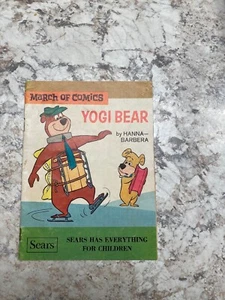 MARCH OF COMICS
YOGI BEAR
by HANNA—
BARBERA
Sears
SEARS HAS EVERYTHING
FOR CHILDREN